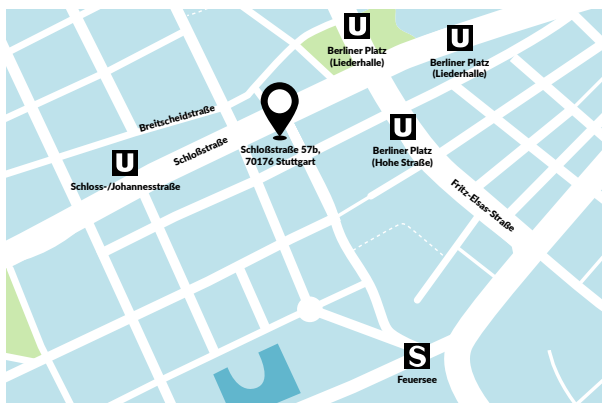 U
Berliner Platz
(Liederhalle)
U
Berliner Platz
(Liederhalle)
Breitscheidstraße
Schloßstraße
Schloßstraße 57b,
70176 Stuttgart
U
Berliner Platz
(Hohe Straße)
U
Schloss-/Johannesstraße
Fritz-Elsas-Straße
S
Feuersee